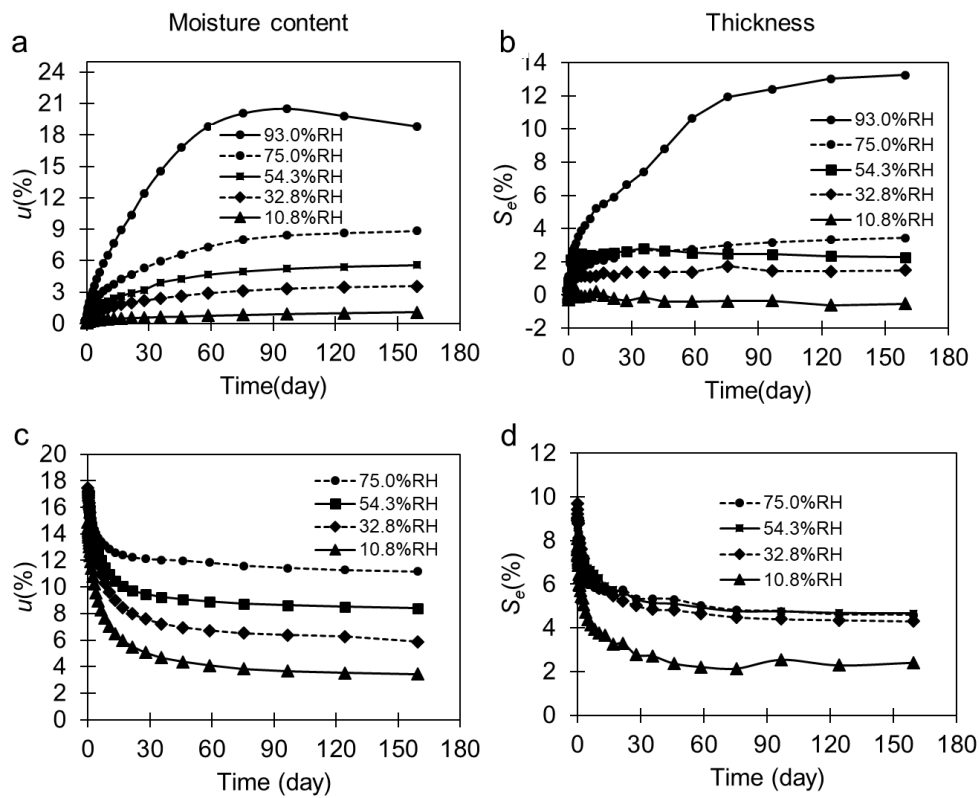 Moisture content
Thickness
a
24
21
18
15
12
9
6
3
0
u(%)
93.0%RH
75.0%RH
54.3%RH
32.8%RH
10.8%RH
0 30 60 90 120 150 180
Time(day)
b
14
12
10
8
6
4
2
0
-2
Se(%)
93.0%RH
75.0%RH
54.3%RH
32.8%RH
10.8%RH
0 30 60 90 120 150 180
Time(day)
c
20
18
16
14
12
10
8
6
4
2
0
u(%)
75.0%RH
54.3%RH
32.8%RH
10.8%RH
0 30 60 90 120 150 180
Time (day)
d
12
10
8
6
4
2
0
Se(%)
75.0%RH
54.3%RH
32.8%RH
10.8%RH
0 30 60 90 120 150 180
Time (day)